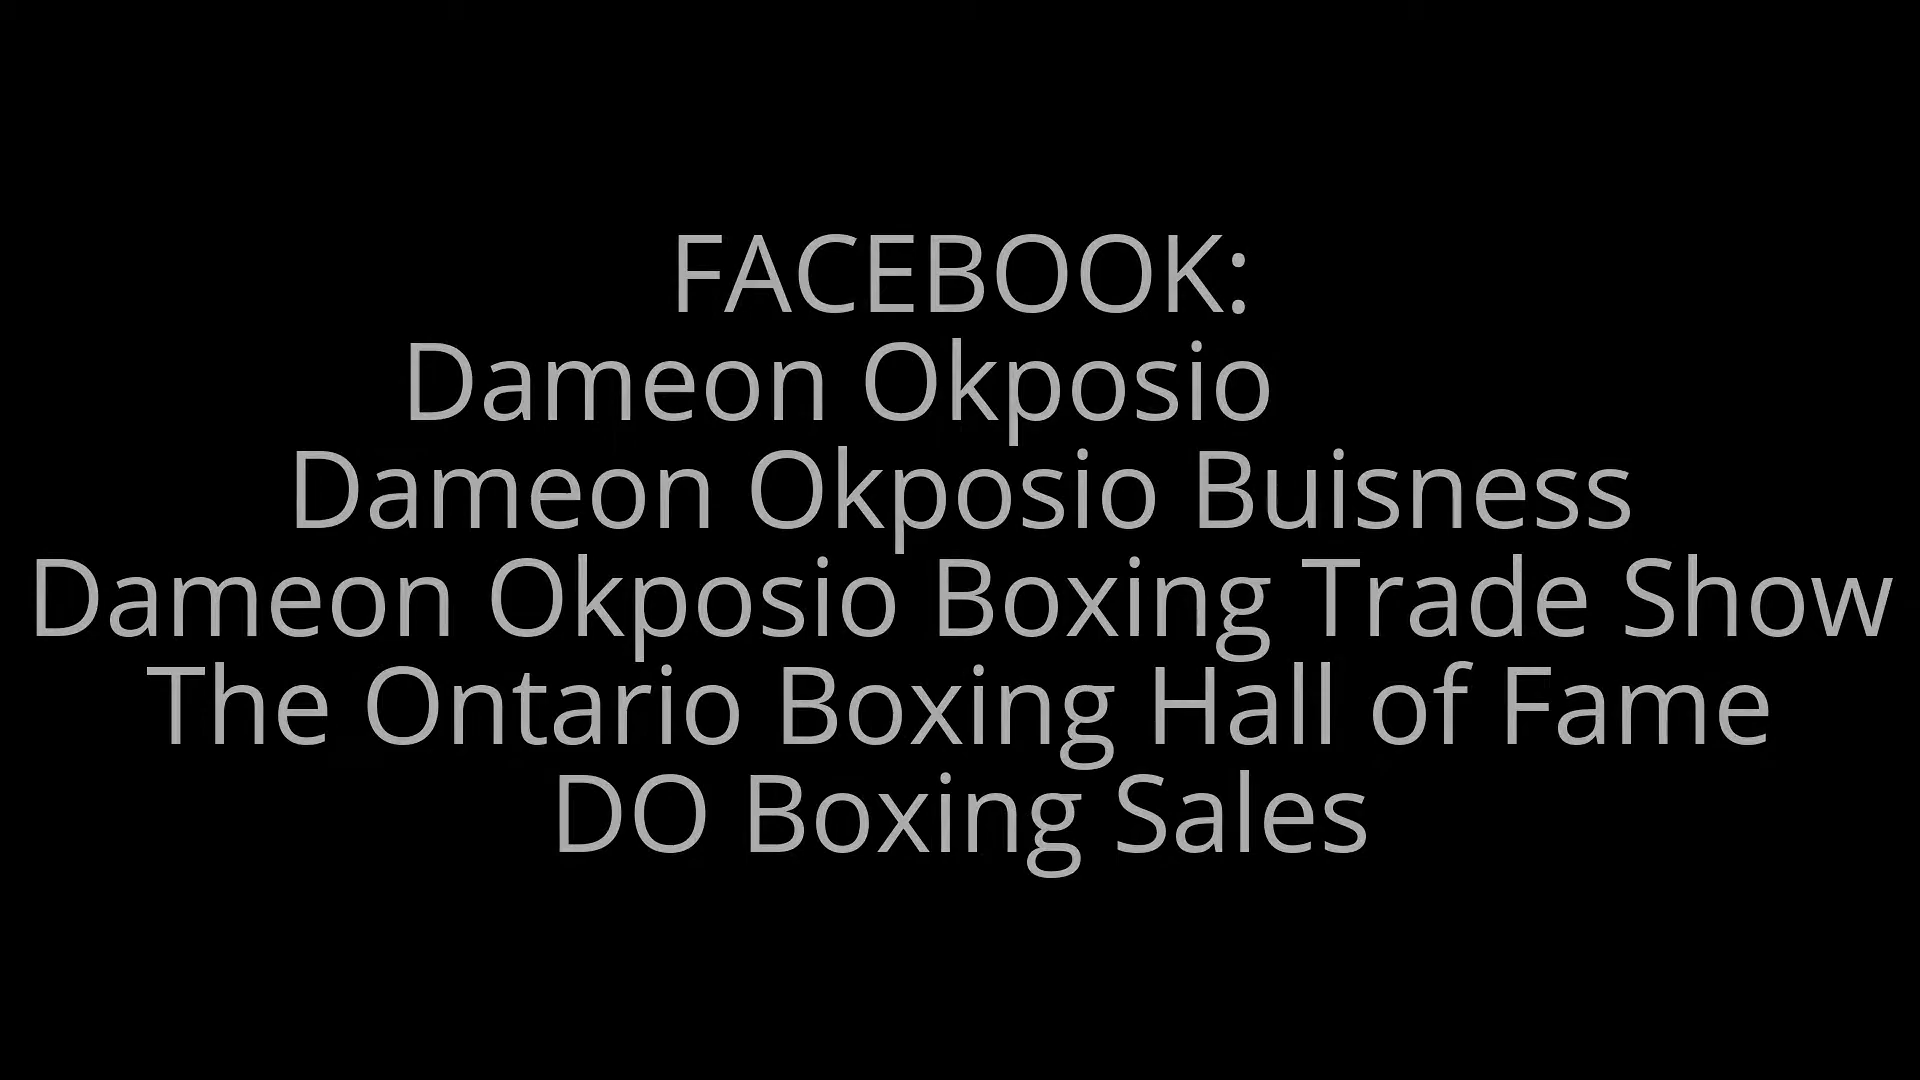 FACEBOOK:
Dameon Okposio
Dameon Okposio Buisness
Dameon Okposio Boxing Trade Show
The Ontario Boxing Hall of Fame
DO Boxing Sales